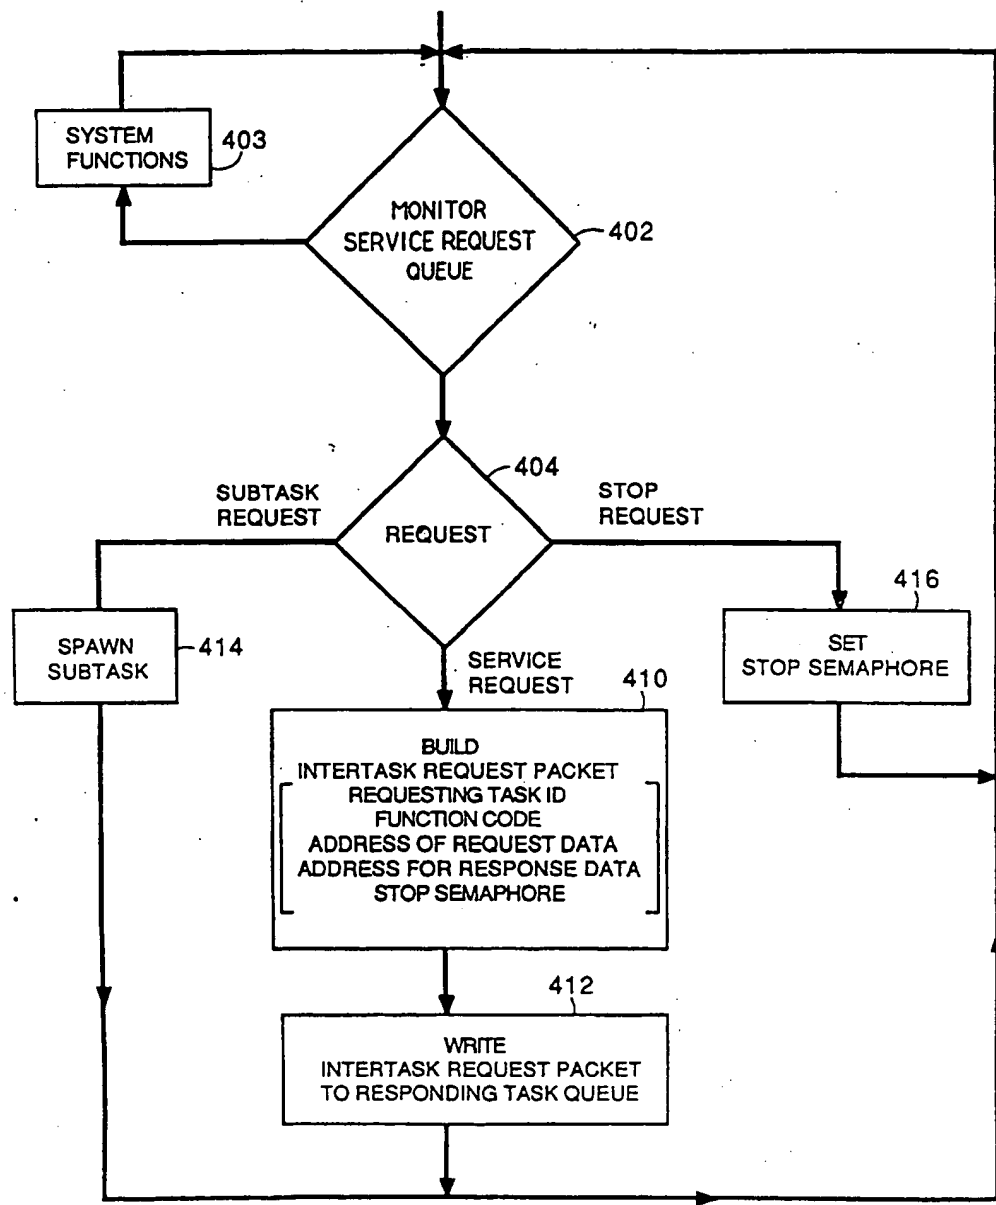 SYSTEM
FUNCTIONS
403
MONITOR
SERVICE REQUEST
QUEUE
402
404
SUBTASK
REQUEST
REQUEST
STOP
REQUEST
416
SPAWN
SUBTASK
414
SET
STOP SEMAPHORE
SERVICE
REQUEST
410
BUILD
INTERTASK REQUEST PACKET
REQUESTING TASK ID
FUNCTION CODE
ADDRESS OF REQUEST DATA
ADDRESS FOR RESPONSE DATA
STOP SEMAPHORE
412
WRITE
INTERTASK REQUEST PACKET
TO RESPONDING TASK QUEUE